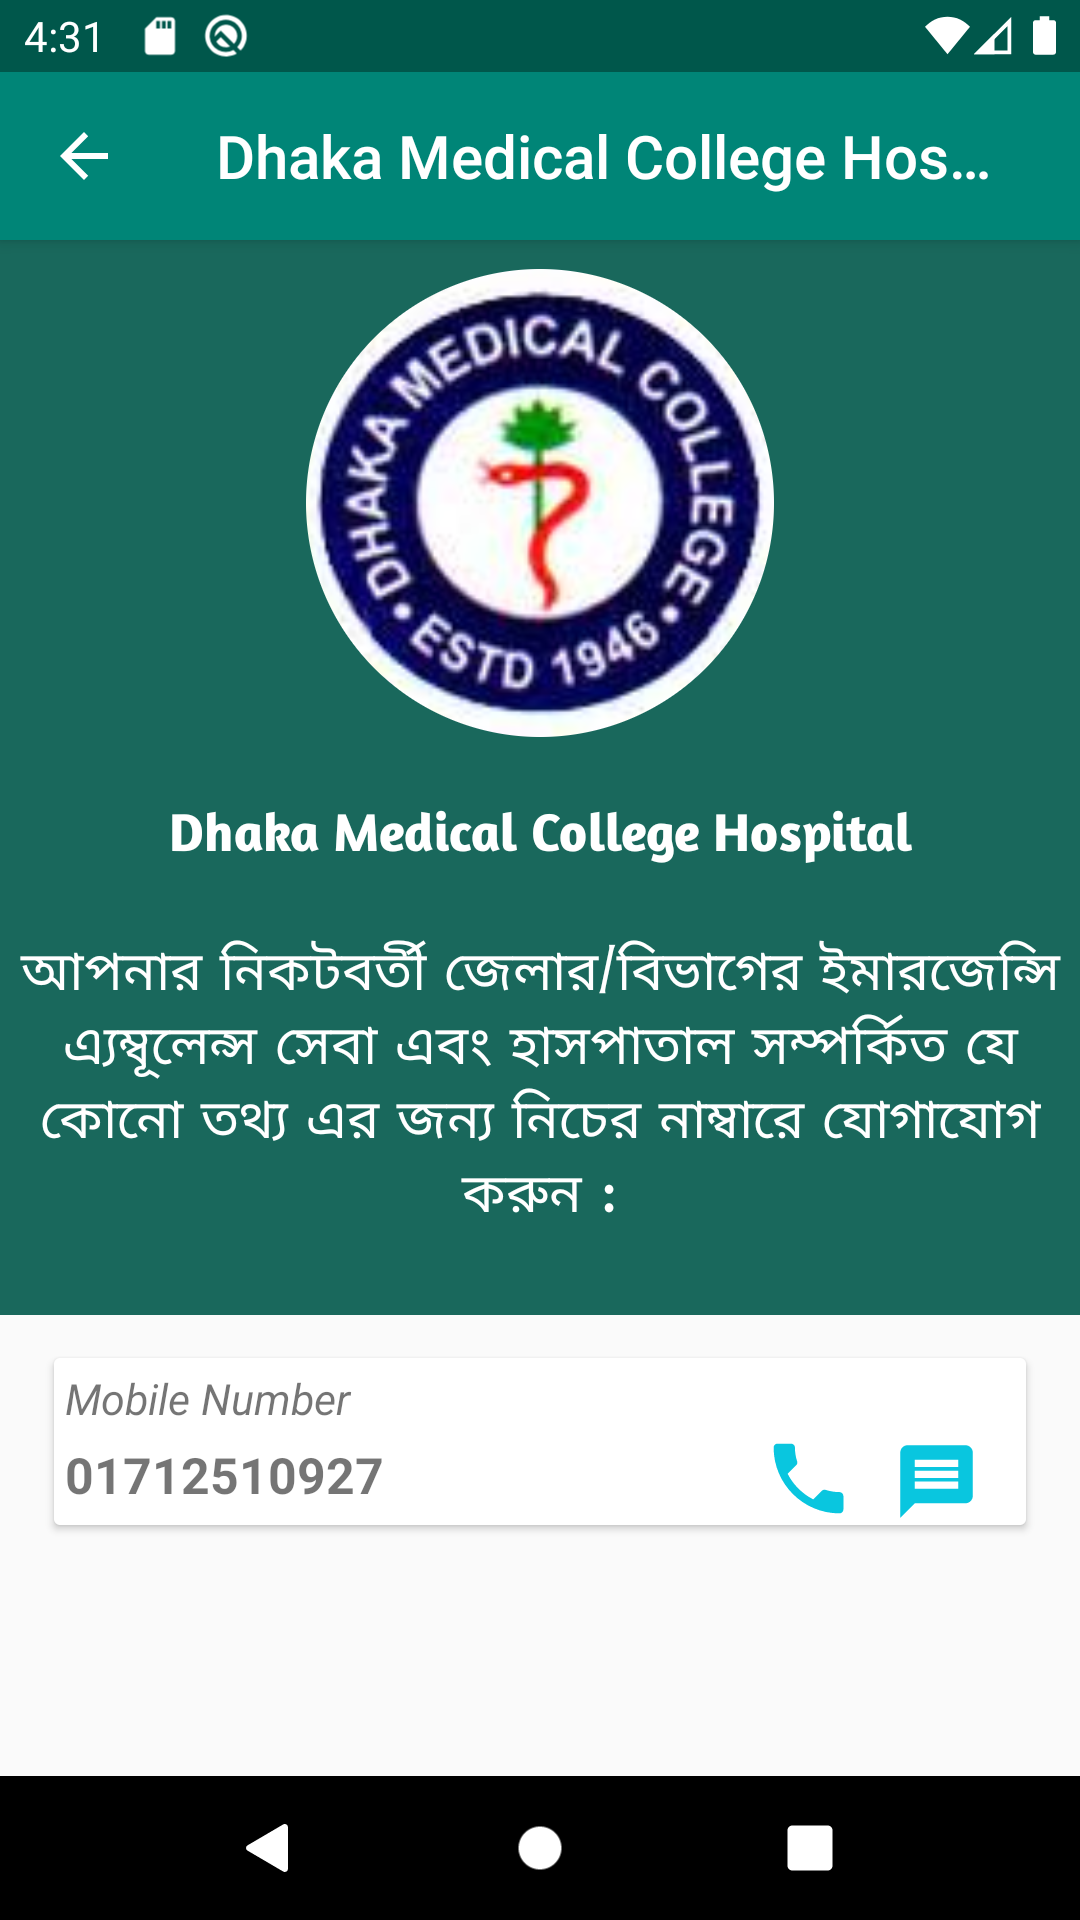 4:31
Dhaka Medical College Hos...
DHAKA MEDICAL COLLEGE
• ESTD 1946 •
Dhaka Medical College Hospital
আপনার নিকটবর্তী জেলার/বিভাগের ইমারজেন্সি
এ্যম্বূলেন্স সেবা এবং হাসপাতাল সম্পর্কিত যে
কোনো তথ্য এর জন্য নিচের নাম্বারে যোগাযোগ
করুন :
Mobile Number
01712510927